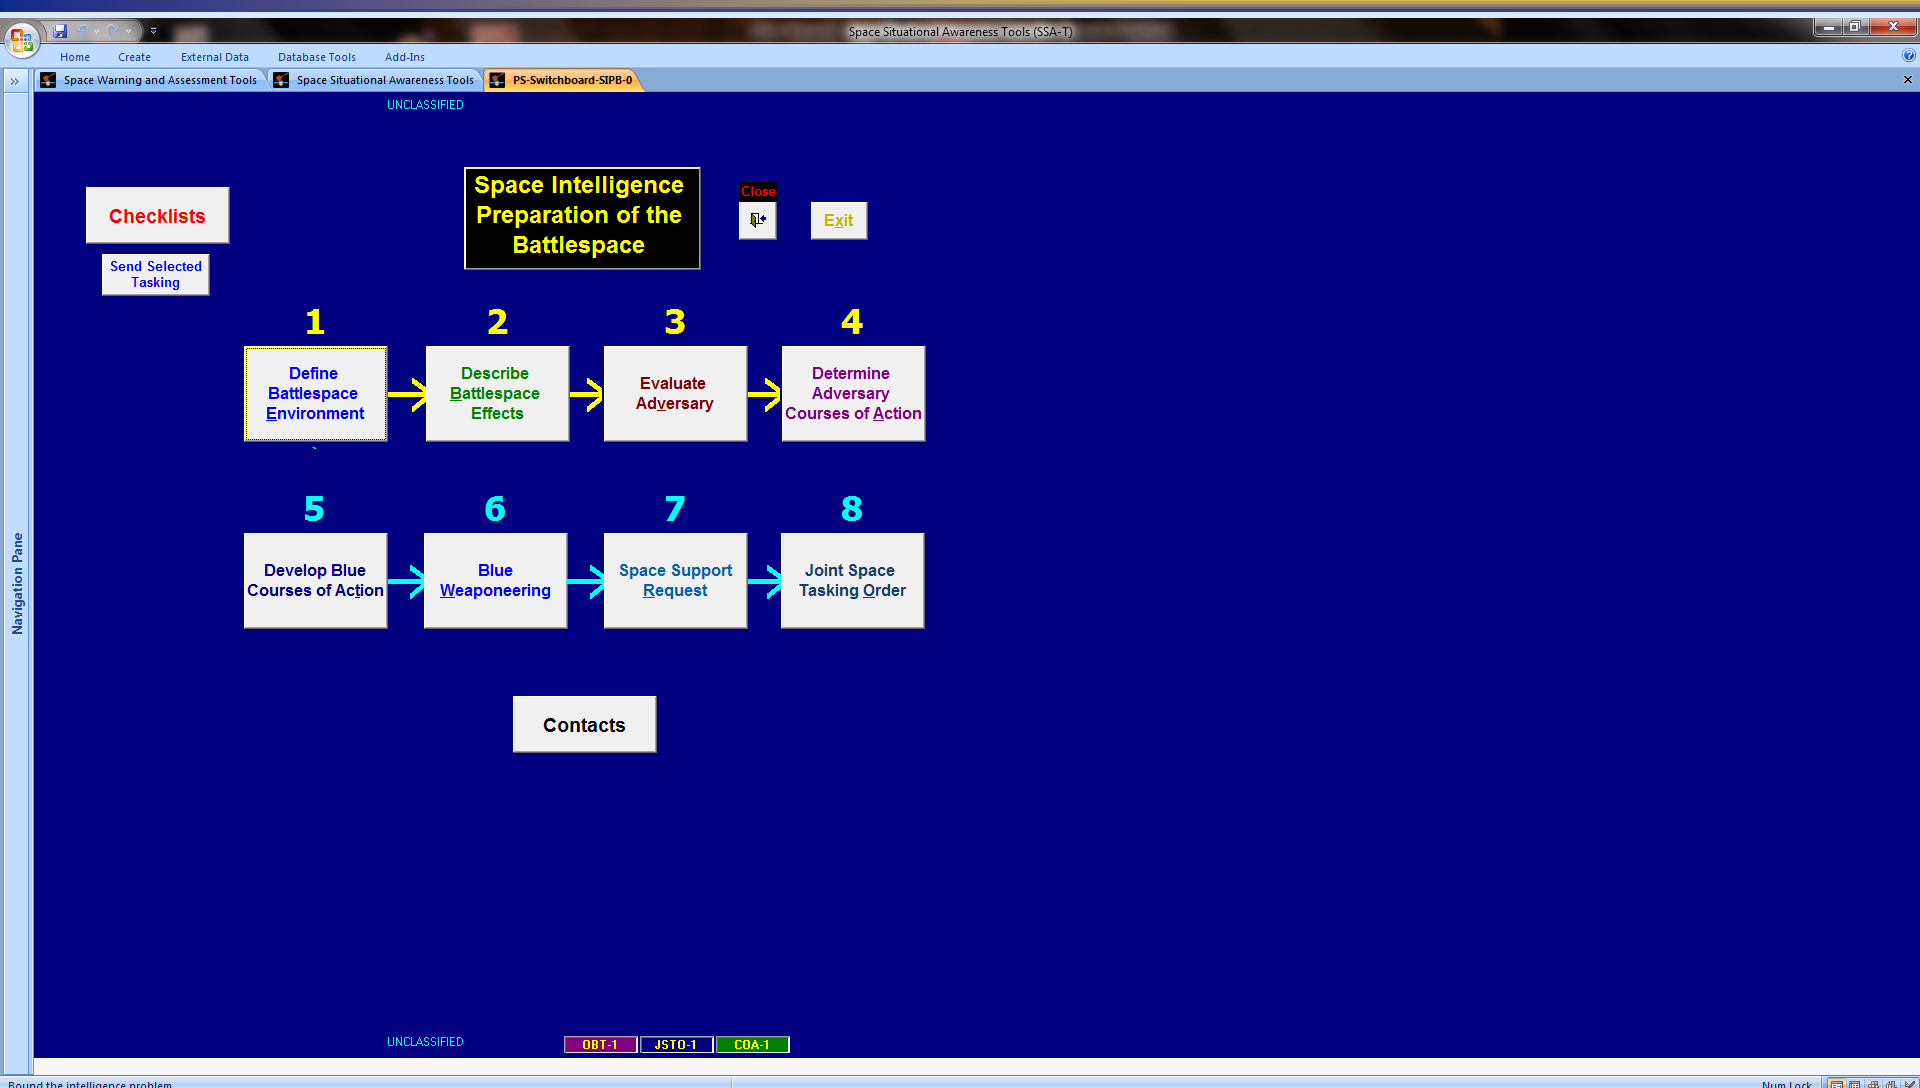 Space Situational Awareness Tools (SSA-T)
Home Create External Data Database Tools Add-Ins
Space Warning and Assessment Tools Space Situational Awareness Tools PS-Switchboard-SIPB-0
UNCLASSIFIED
Checklists
Send Selected
Tasking
Space Intelligence
Preparation of the
Battlespace
Close
Exit
1 2 3 4
Define
Battlespace
Environment
Describe
Battlespace
Effects
Evaluate
Adversary
Determine
Adversary
Courses of Action
5 6 7 8
Develop Blue
Courses of Action
Blue
Weaponeering
Space Support
Request
Joint Space
Tasking Order
Contacts
Navigation Pane
UNCLASSIFIED
OBT-1 JSTO-1 COA-1
Bound the intelligence problem
Num Lock